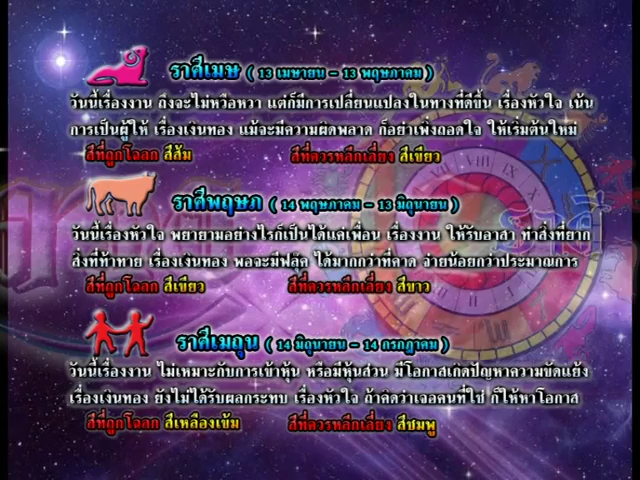 ราศีเมษ ( 13 เมษายน - 13 พฤษภาคม )
วันนี้เรื่องงาน ถึงจะไม่หวือหวา แต่ก็มีการเปลี่ยนแปลงในทางที่ดีขึ้น เรื่องหัวใจ เน้น
การเป็นผู้ให้ เรื่องเงินทอง แม้จะมีความผิดพลาด ก็อย่าเพิ่งถอดใจ ให้เริ่มต้นใหม่
สีที่ถูกโฉลก สีส้ม สีที่ควรหลีกเลี่ยง สีเขียว
ราศีพฤษภ ( 14 พฤษภาคม - 13 มิถุนายน )
วันนี้เรื่องหัวใจ พยายามอย่างไรก็เป็นได้แค่เพื่อน เรื่องงาน ให้รับอาสา ทำสิ่งที่ยาก
สิ่งที่ท้าทาย เรื่องเงินทอง พอจะมีฟลุ๊ค ได้มากกว่าที่คาด จ่ายน้อยกว่าประมาณการ
สีที่ถูกโฉลก สีเขียว สีที่ควรหลีกเลี่ยง สีขาว
ราศีเมถุน ( 14 มิถุนายน - 14 กรกฎาคม )
วันนี้เรื่องงาน ไม่เหมาะกับการเข้าหุ้น หรือมีหุ้นส่วน มีโอกาสเกิดปัญหาความขัดแย้ง
เรื่องเงินทอง ยังไม่ได้รับผลกระทบ เรื่องหัวใจ ถ้าคิดว่าเจอคนที่ใช่ ก็ให้หาโอกาส
สีที่ถูกโฉลก สีเหลืองเข้ม สีที่ควรหลีกเลี่ยง สีชมพู